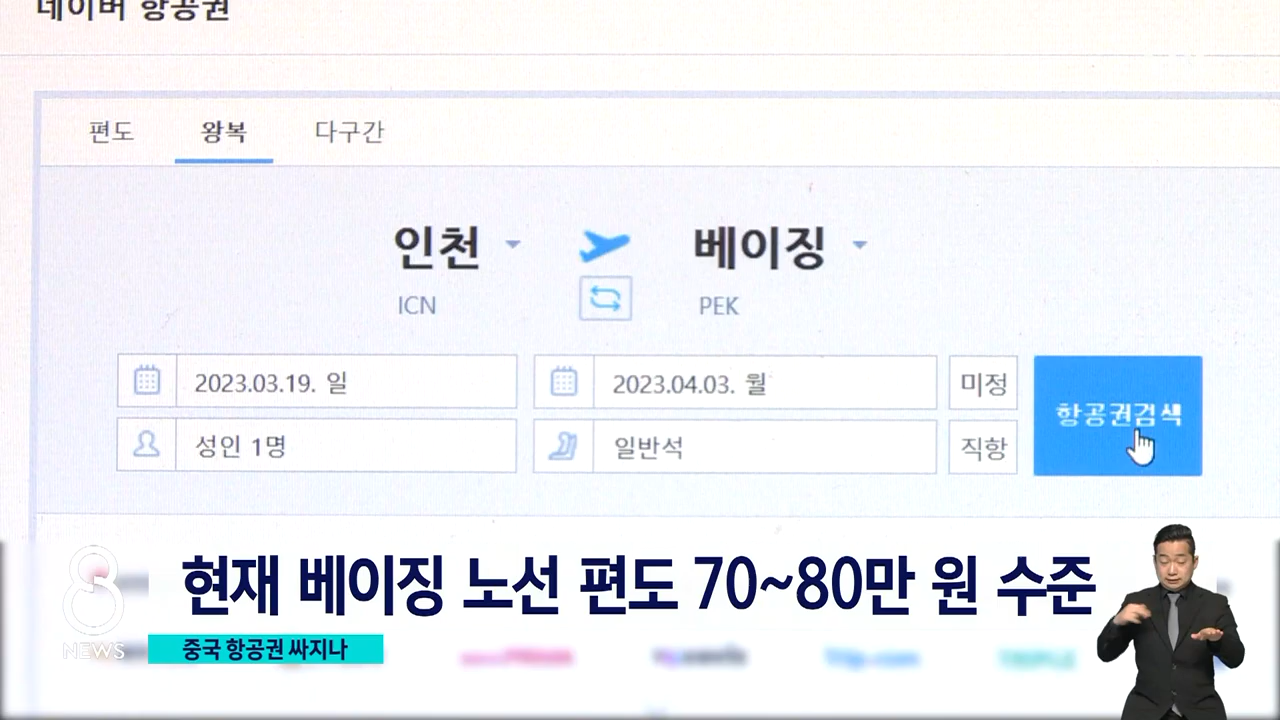 네이버 항공권
편도 왕복 다구간
인천 베이징
ICN PEK
2023.03.19. 일 2023.04.03. 월 미정
항공권검색
성인 1명 일반석 직항
현재 베이징 노선 편도 70~80만 원 수준
8
NEWS
중국 항공권 싸지나